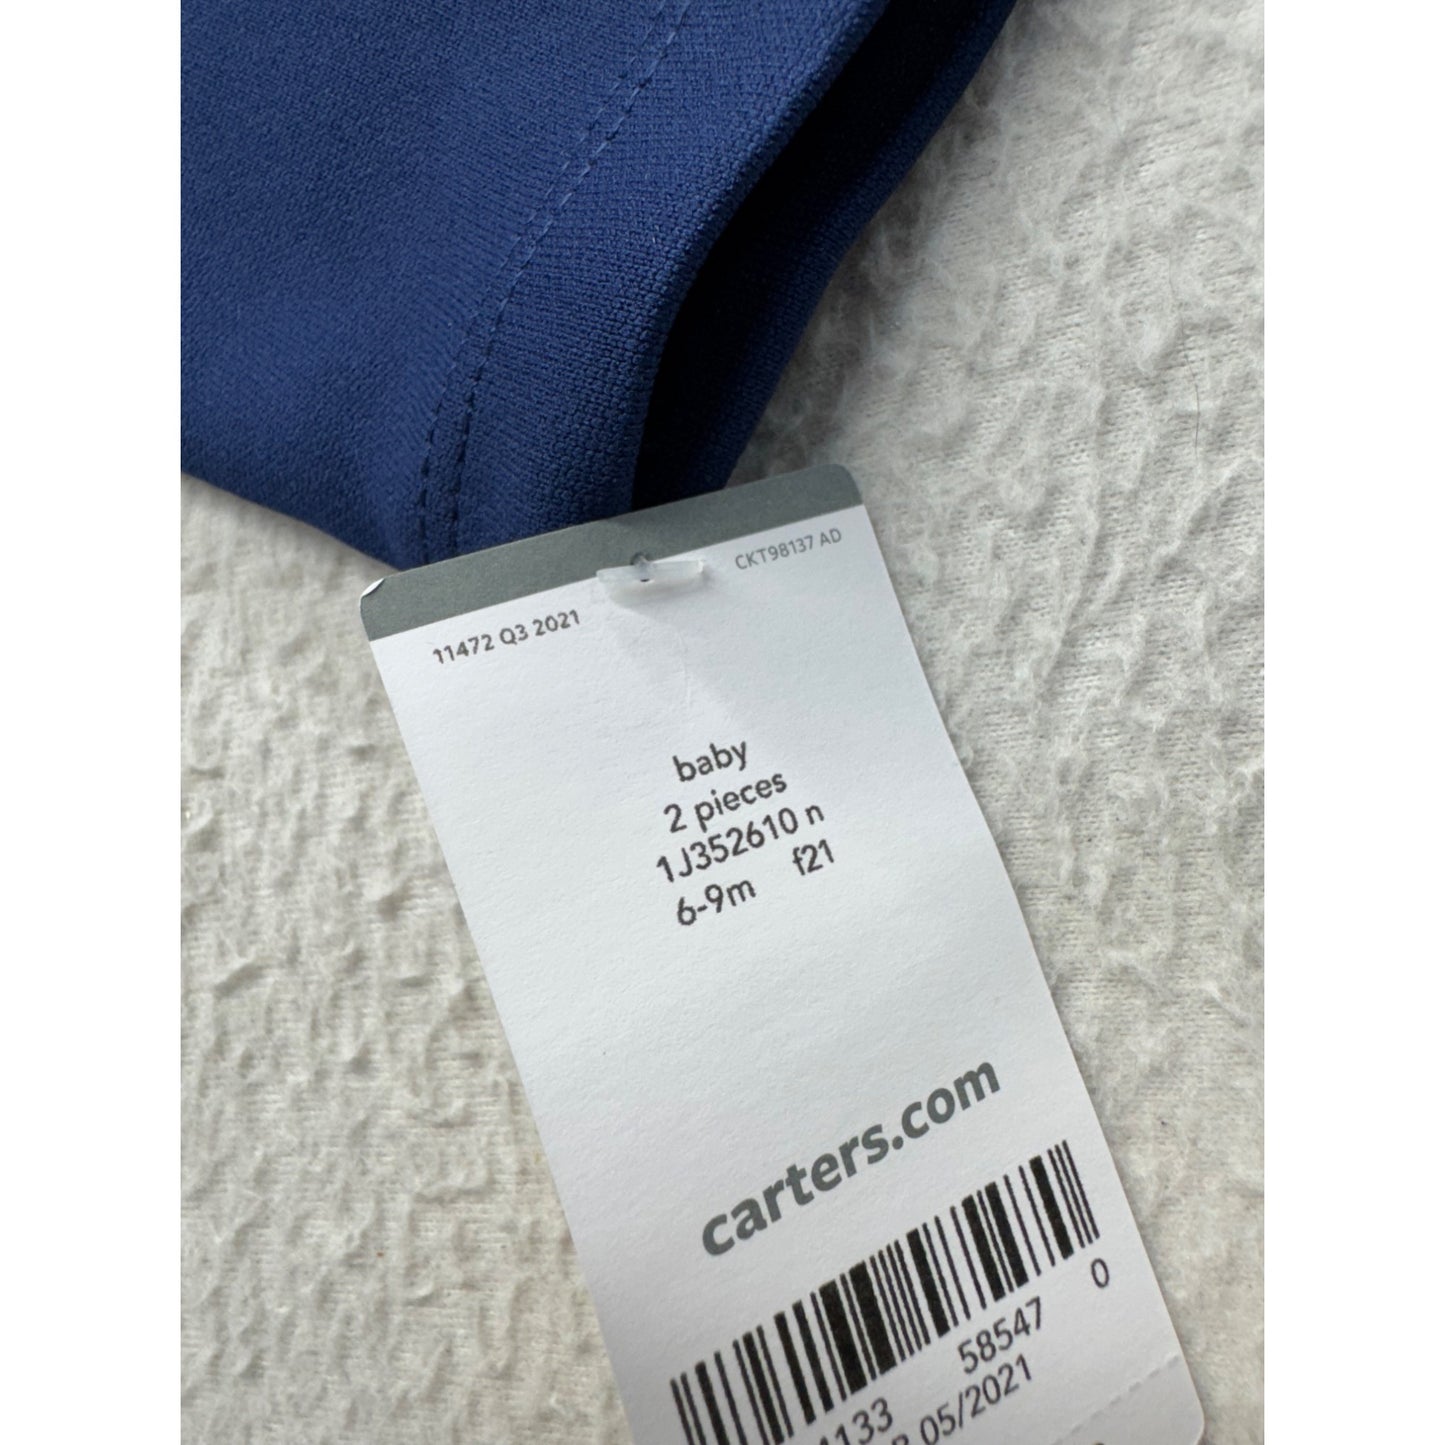 CKT98137 AD
11472 Q3 2021
baby
2 pieces
1J352610 n
6-9m f21
carters.com
0
58547
05/2021